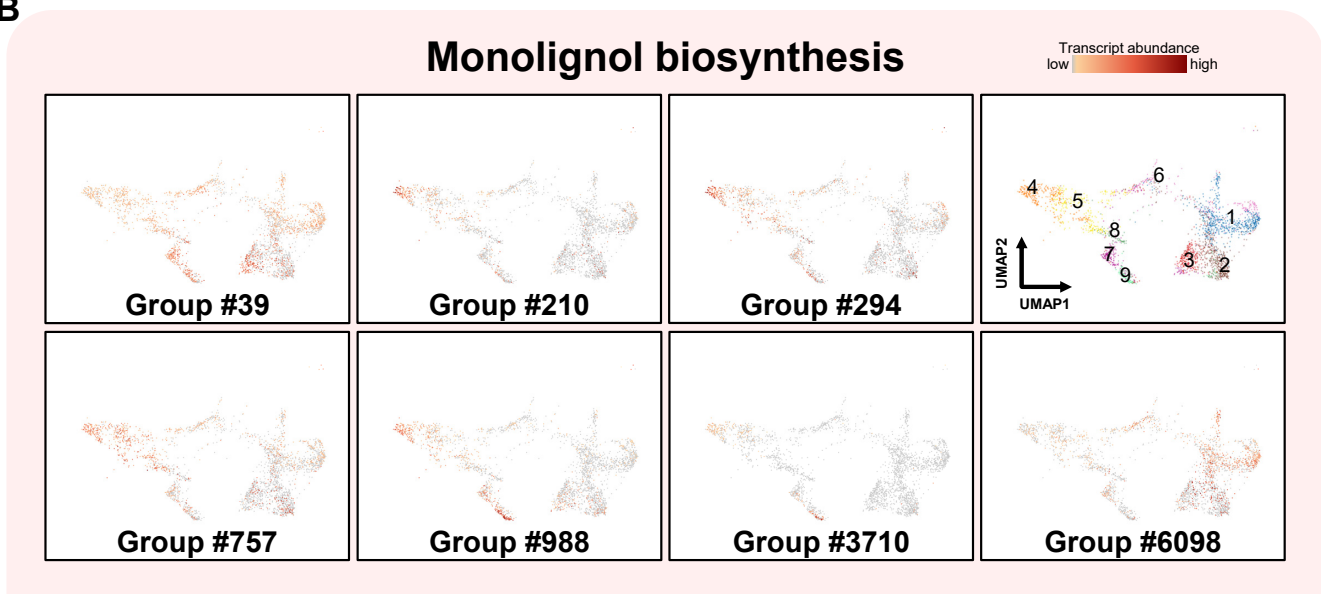 B
Monolignol biosynthesis
Transcript abundance
low high
Group #39
Group #210
Group #294
4
5
6
1
8
7
3
2
9
UMAP2
UMAP1
Group #757
Group #988
Group #3710
Group #6098